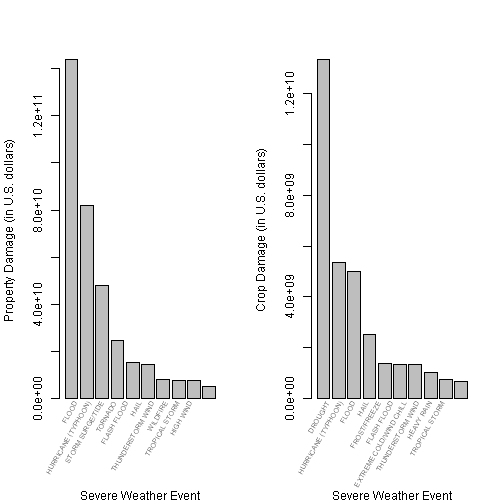 Property Damage (in U.S. dollars)
0.0e+00
4.0e+10
8.0e+10
1.2e+11
FLOOD
HURRICANE (TYPHOON)
STORM SURGE/TIDE
TORNADO
FLASH FLOOD
HAIL
THUNDERSTORM WIND
WILDFIRE
TROPICAL STORM
HIGH WIND
Severe Weather Event
Crop Damage (in U.S. dollars)
0.0e+00
4.0e+09
8.0e+09
1.2e+10
DROUGHT
HURRICANE (TYPHOON)
FLOOD
HAIL
FROST/FREEZE
FLASH FLOOD
EXTREME COLD/WIND CHILL
THUNDERSTORM WIND
HEAVY RAIN
TROPICAL STORM
Severe Weather Event